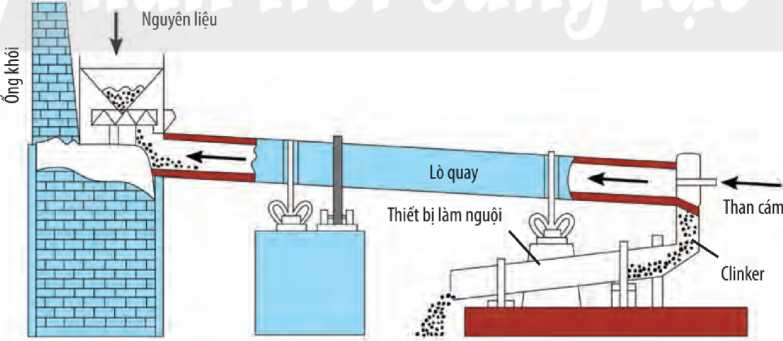 Nguyên liệu
Ống khói
Lò quay
Thiết bị làm nguội
Than cám
Clinker